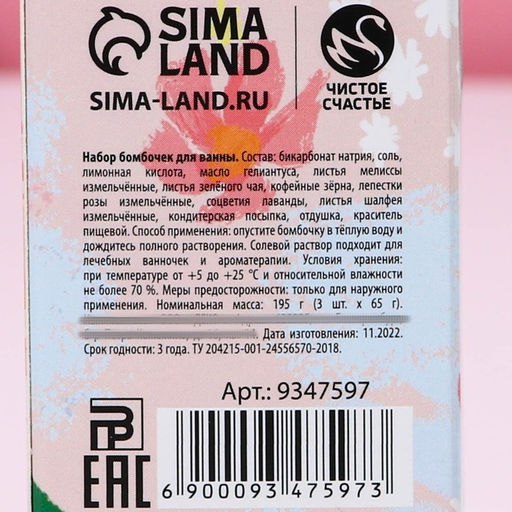 SIMA
LAND
SIMA-LAND.RU
ЧИСТОЕ
СЧАСТЬЕ
Набор бомбочек для ванны. Состав: бикарбонат натрия, соль,
лимонная кислота, масло гелиантуса, листья мелиссы
измельчённые, листья зелёного чая, кофейные зёрна, лепестки
розы измельчённые, соцветия лаванды, листья шалфея
измельчённые, кондитерская посыпка, отдушка, краситель
пищевой. Способ применения: опустите бомбочку в тёплую воду и
дождитесь полного растворения. Солевой раствор подходит для
лечебных ванночек и ароматерапии. Условия хранения:
при температуре от +5 до +25 °С и относительной влажности
не более 70 %. Меры предосторожности: только для наружного
применения. Номинальная масса: 195 г (3 шт. х 65 г).
Дата изготовления: 11.2022.
Срок годности: 3 года. ТУ 204215-001-24556570-2018.
Арт.: 9347597
EAC
6 900093 475973